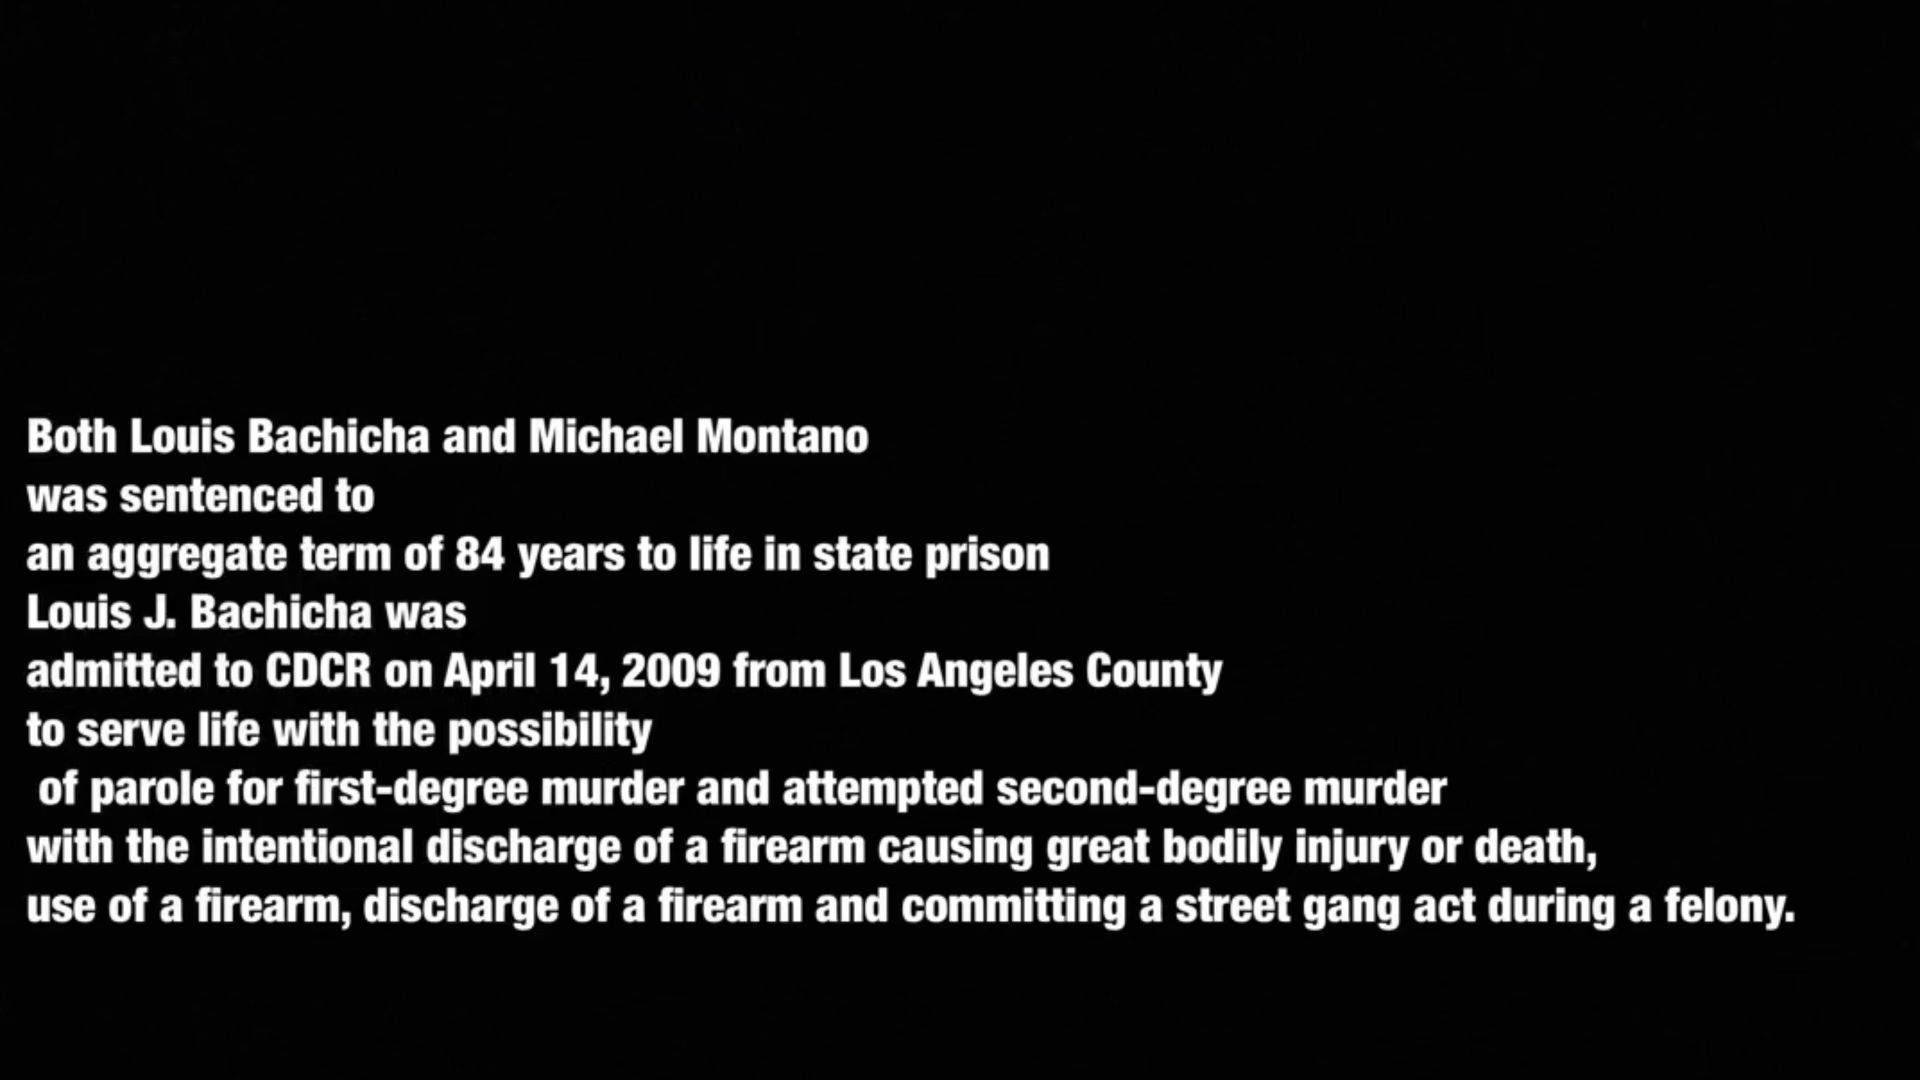 Both Louis Bachicha and Michael Montano
was sentenced to
an aggregate term of 84 years to life in state prison
Louis J. Bachicha was
admitted to CDCR on April 14, 2009 from Los Angeles County
to serve life with the possibility
of parole for first-degree murder and attempted second-degree murder
with the intentional discharge of a firearm causing great bodily injury or death,
use of a firearm, discharge of a firearm and committing a street gang act during a felony.